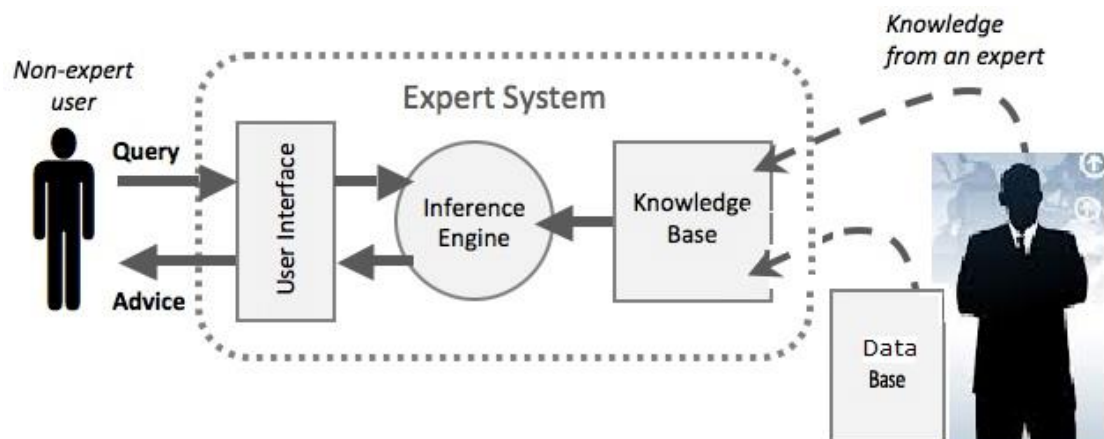 Non-expert
user
Query
Advice
Expert System
User Interface
Inference
Engine
Knowledge
Base
Knowledge
from an expert
Data
Base